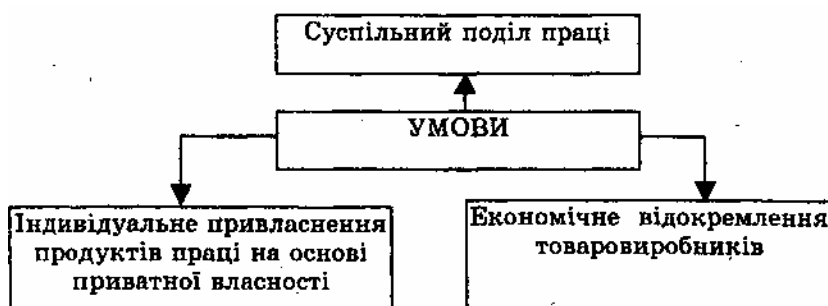 Суспільний поділ праці
УМОВИ
Індивідуальне привласнення
продуктів праці на основі
приватної власності
Економічне відокремлення
товаровиробників